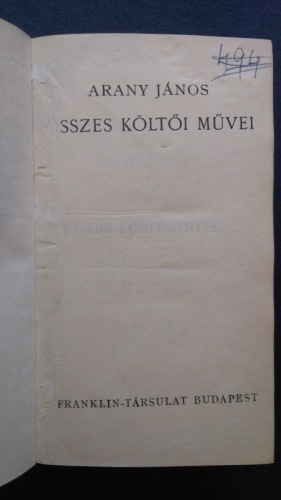 494
ARANY JÁNOS
SSZES KÖLTŐI MŰVEI
FRANKLIN-TÁRSULAT BUDAPEST